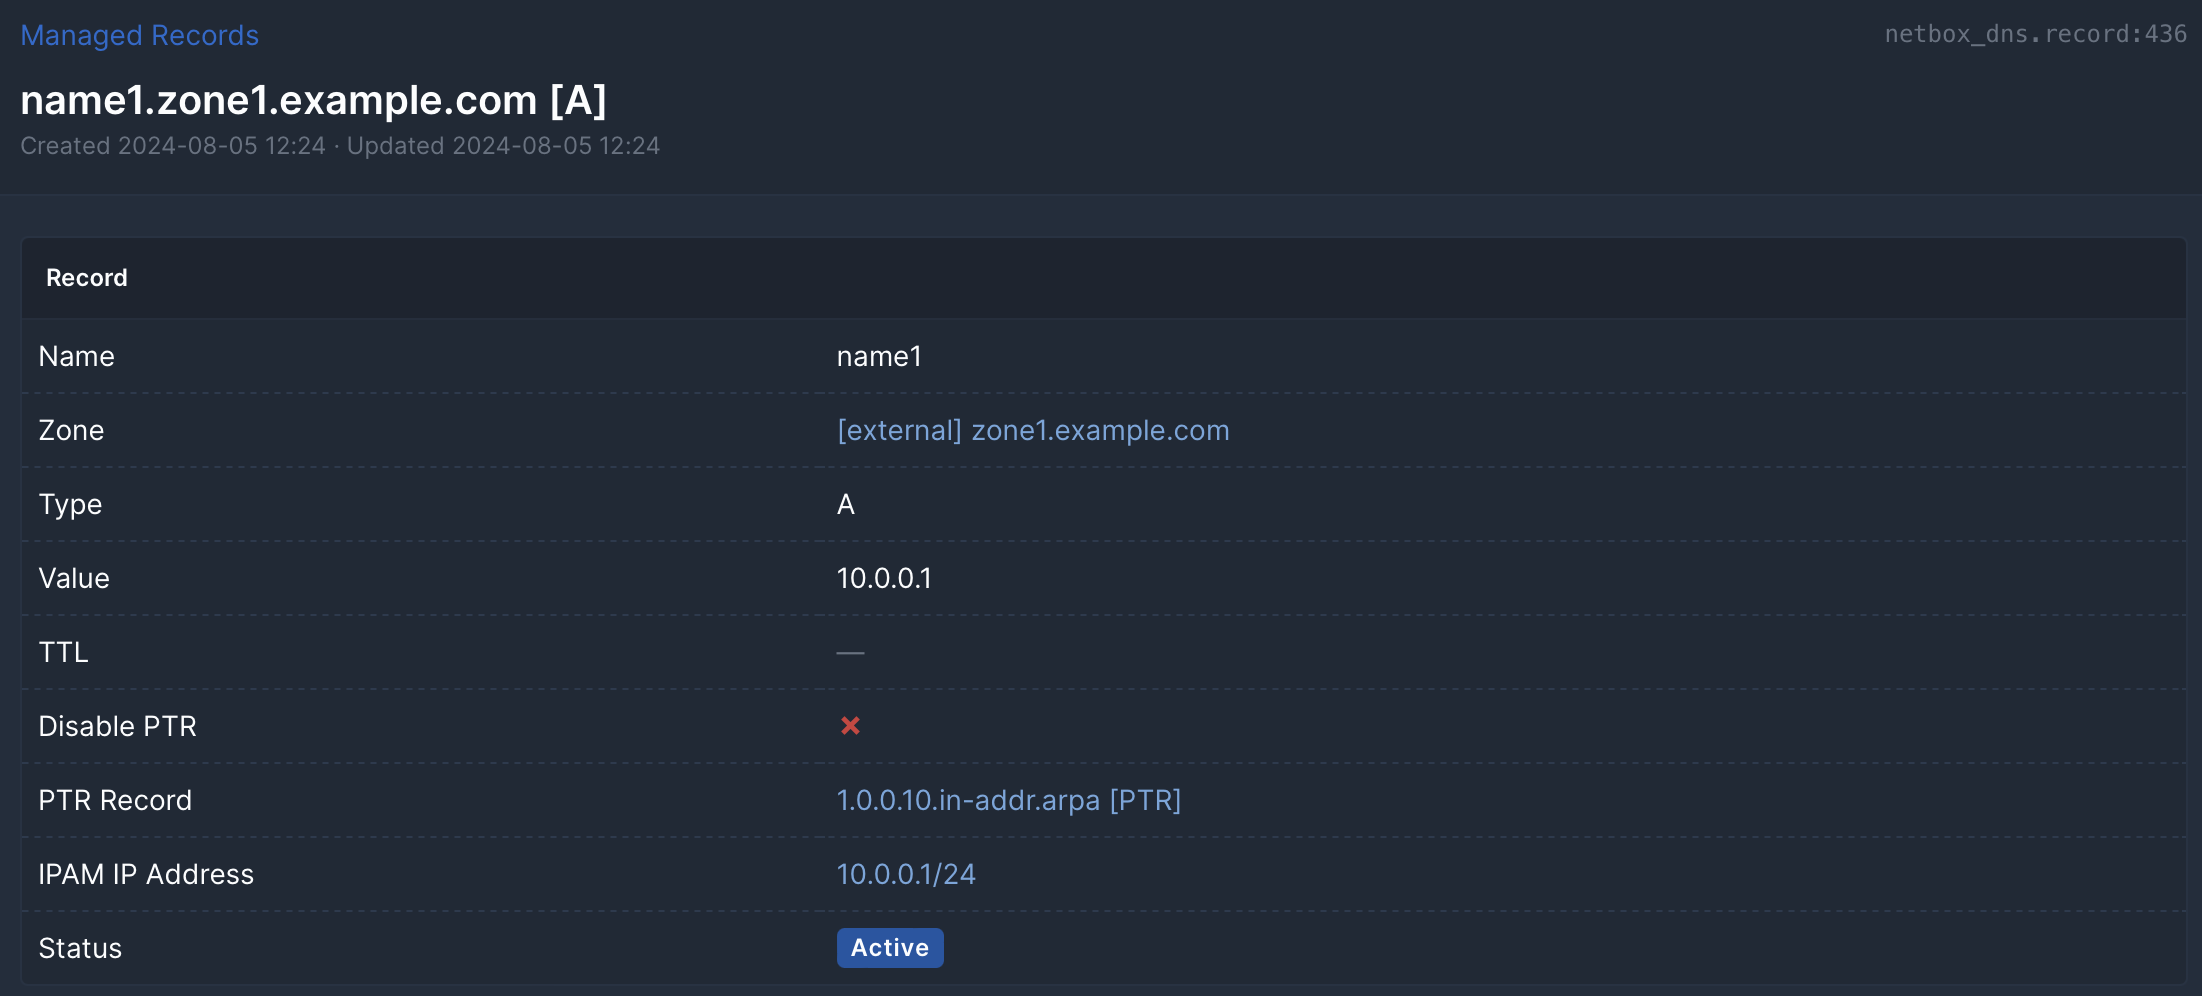 Managed Records
netbox_dns.record:436
name1.zone1.example.com [A]
Created 2024-08-05 12:24 · Updated 2024-08-05 12:24
Record
Name name1
Zone [external] zone1.example.com
Type A
Value 10.0.0.1
TTL —
Disable PTR
PTR Record 1.0.0.10.in-addr.arpa [PTR]
IPAM IP Address 10.0.0.1/24
Status Active